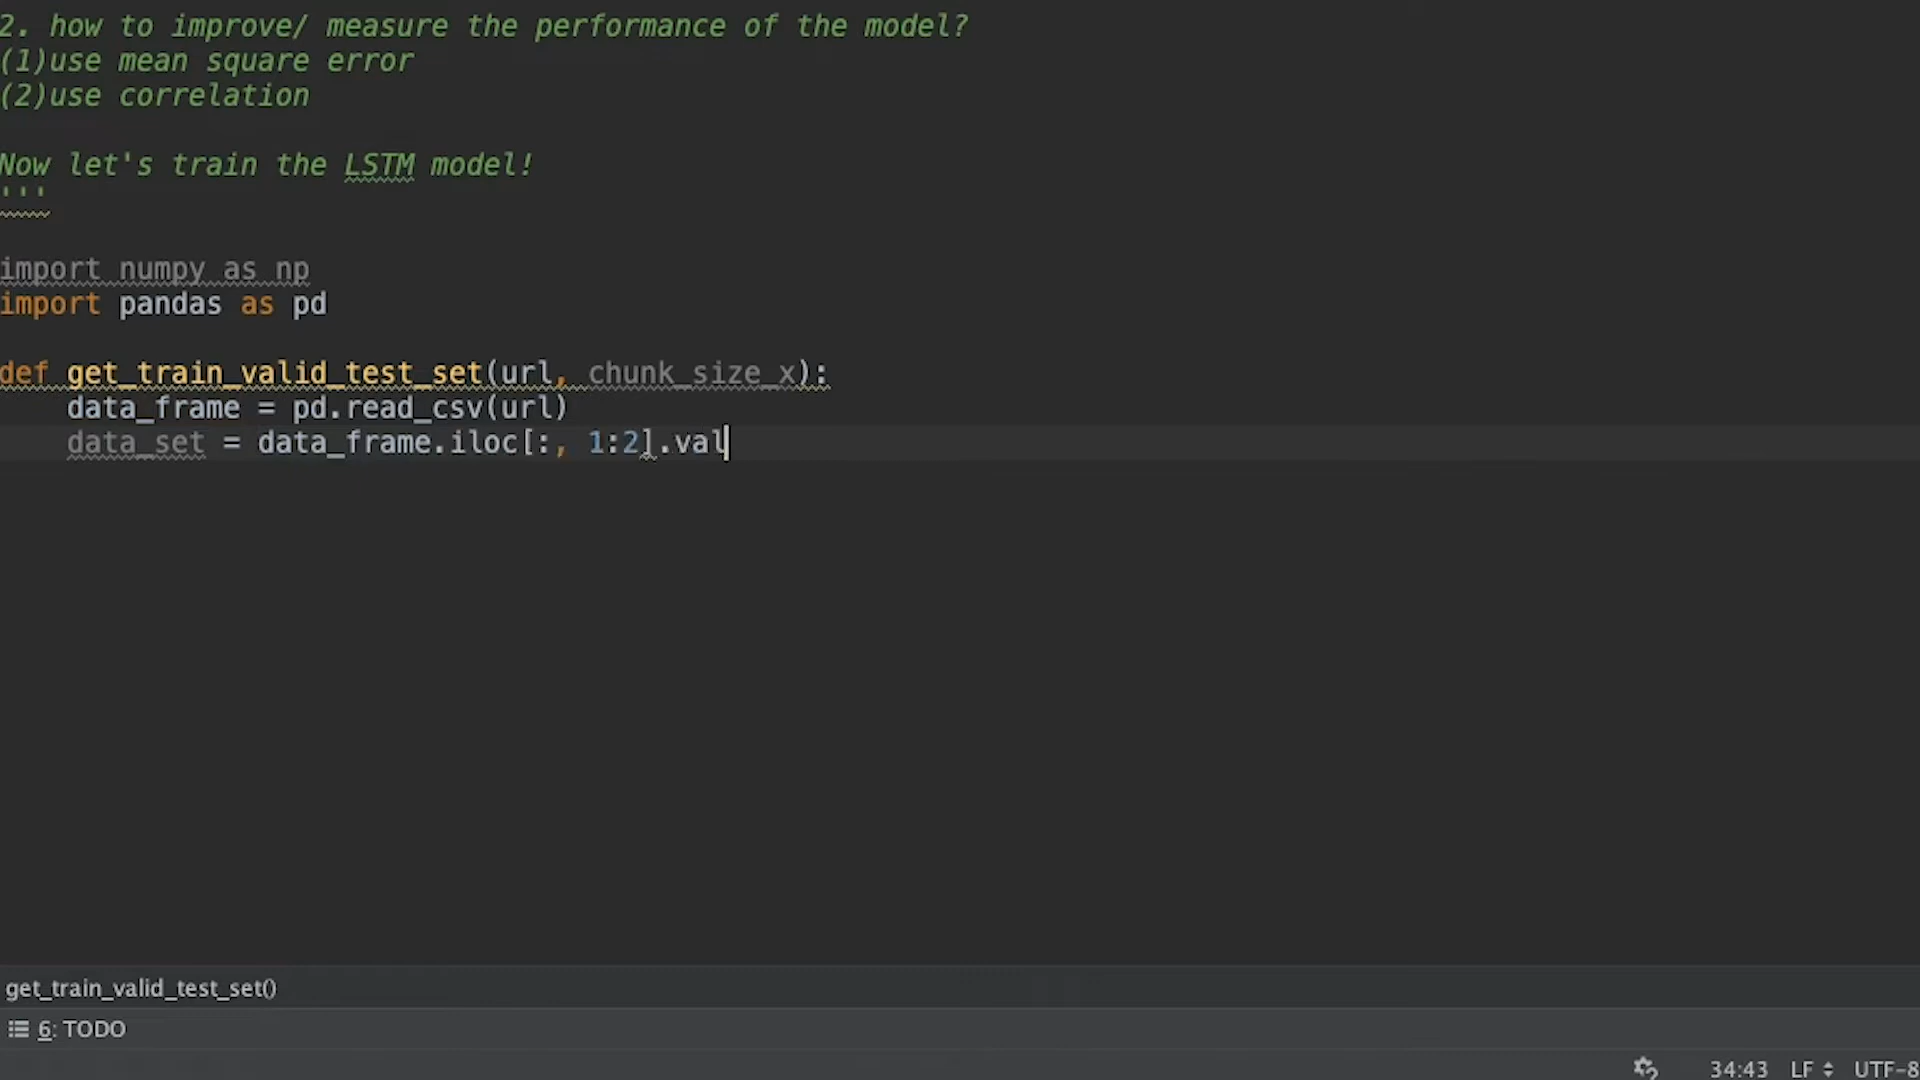 2. how to improve/ measure the performance of the model?
(1)use mean square error
(2)use correlation
Now let's train the LSTM model!
'''
import numpy as np
import pandas as pd
def get_train_valid_test_set(url, chunk_size_x):
data_frame = pd.read_csv(url)
data_set = data_frame.iloc[:, 1:2].val
get_train_valid_test_set()
6: TODO
34:43 LF UTF-8